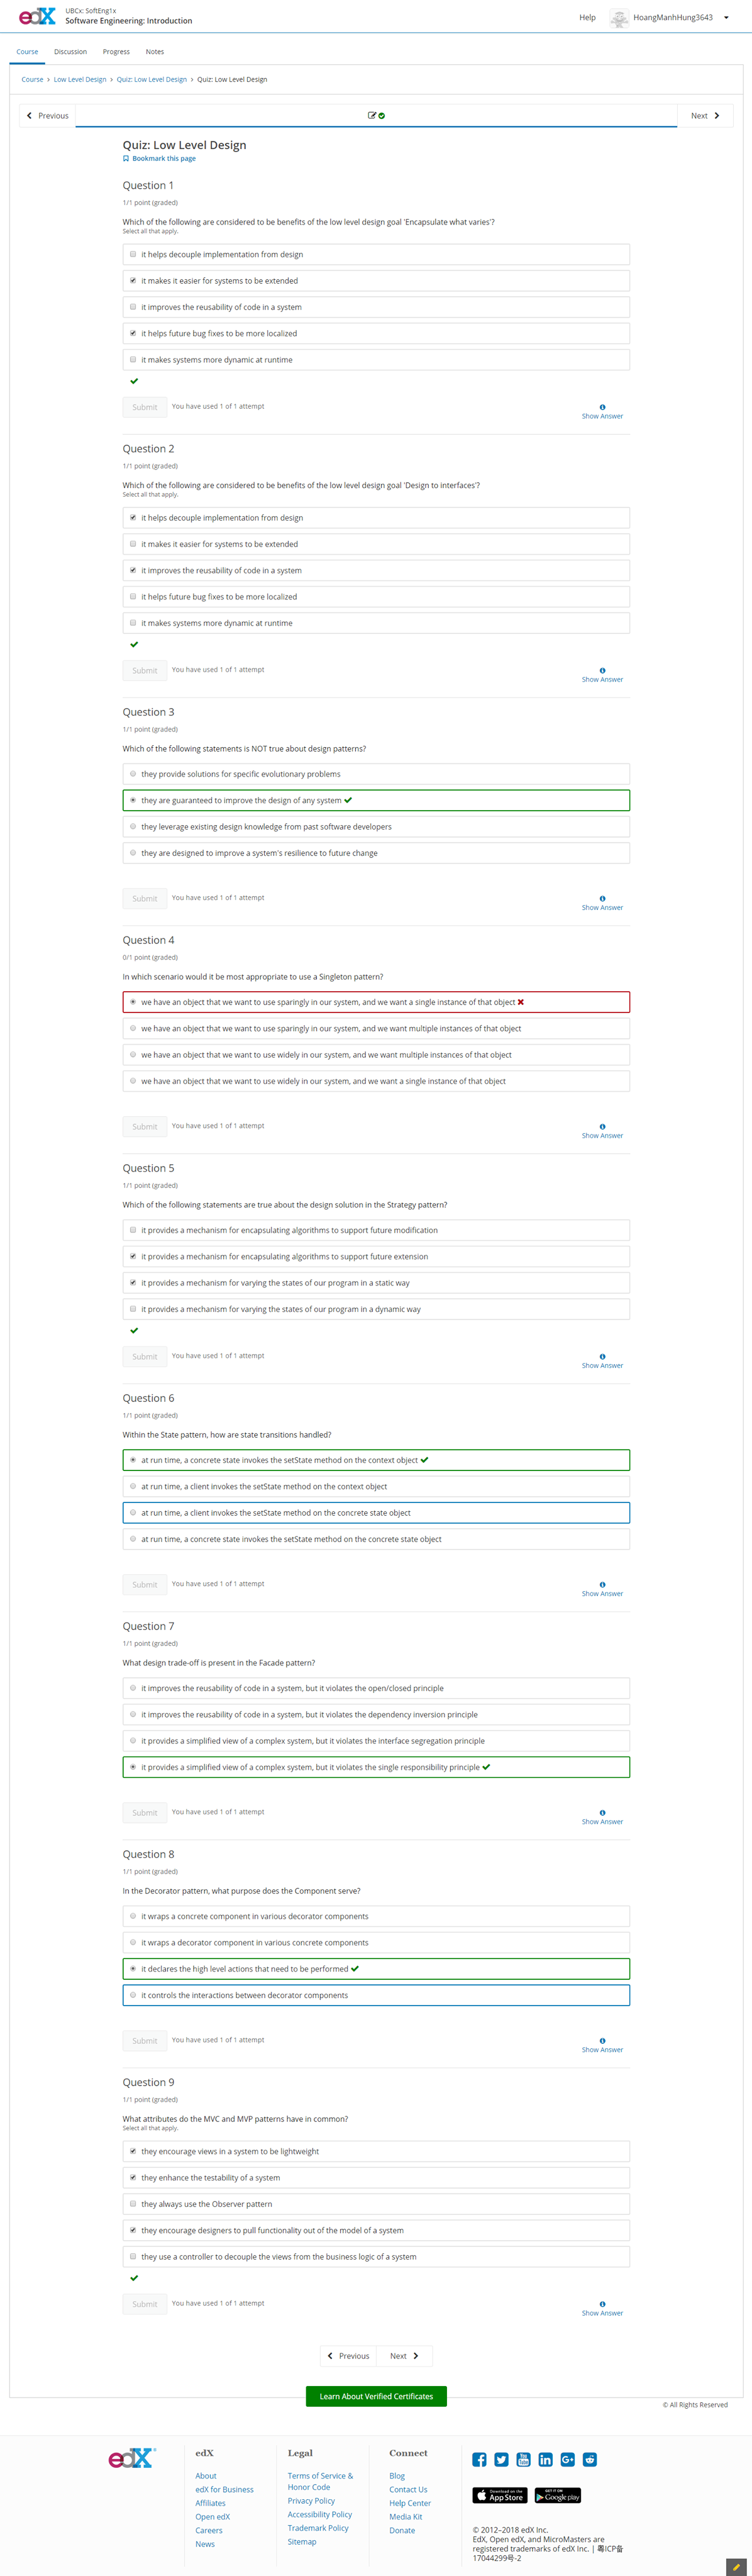 edX
UBCx: SoftEng1x
Software Engineering: Introduction
Help
HoangManhHung3643
Course
Discussion
Progress
Notes
Course > Low Level Design > Quiz: Low Level Design > Quiz: Low Level Design
Previous
Next
Quiz: Low Level Design
Bookmark this page
Question 1
1/1 point (graded)
Which of the following are considered to be benefits of the low level design goal 'Encapsulate what varies'?
Select all that apply.
it helps decouple implementation from design
it makes it easier for systems to be extended
it improves the reusability of code in a system
it helps future bug fixes to be more localized
it makes systems more dynamic at runtime
Submit
You have used 1 of 1 attempt
Show Answer
Question 2
1/1 point (graded)
Which of the following are considered to be benefits of the low level design goal 'Design to interfaces'?
Select all that apply.
it helps decouple implementation from design
it makes it easier for systems to be extended
it improves the reusability of code in a system
it helps future bug fixes to be more localized
it makes systems more dynamic at runtime
Submit
You have used 1 of 1 attempt
Show Answer
Question 3
1/1 point (graded)
Which of the following statements is NOT true about design patterns?
they provide solutions for specific evolutionary problems
they are guaranteed to improve the design of any system
they leverage existing design knowledge from past software developers
they are designed to improve a system's resilience to future change
Submit
You have used 1 of 1 attempt
Show Answer
Question 4
0/1 point (graded)
In which scenario would it be most appropriate to use a Singleton pattern?
we have an object that we want to use sparingly in our system, and we want a single instance of that object
we have an object that we want to use sparingly in our system, and we want multiple instances of that object
we have an object that we want to use widely in our system, and we want multiple instances of that object
we have an object that we want to use widely in our system, and we want a single instance of that object
Submit
You have used 1 of 1 attempt
Show Answer
Question 5
1/1 point (graded)
Which of the following statements are true about the design solution in the Strategy pattern?
it provides a mechanism for encapsulating algorithms to support future modification
it provides a mechanism for encapsulating algorithms to support future extension
it provides a mechanism for varying the states of our program in a static way
it provides a mechanism for varying the states of our program in a dynamic way
Submit
You have used 1 of 1 attempt
Show Answer
Question 6
1/1 point (graded)
Within the State pattern, how are state transitions handled?
at run time, a concrete state invokes the setState method on the context object
at run time, a client invokes the setState method on the context object
at run time, a client invokes the setState method on the concrete state object
at run time, a concrete state invokes the setState method on the concrete state object
Submit
You have used 1 of 1 attempt
Show Answer
Question 7
1/1 point (graded)
What design trade-off is present in the Facade pattern?
it improves the reusability of code in a system, but it violates the open/closed principle
it improves the reusability of code in a system, but it violates the dependency inversion principle
it provides a simplified view of a complex system, but it violates the interface segregation principle
it provides a simplified view of a complex system, but it violates the single responsibility principle
Submit
You have used 1 of 1 attempt
Show Answer
Question 8
1/1 point (graded)
In the Decorator pattern, what purpose does the Component serve?
it wraps a concrete component in various decorator components
it wraps a decorator component in various concrete components
it declares the high level actions that need to be performed
it controls the interactions between decorator components
Submit
You have used 1 of 1 attempt
Show Answer
Question 9
1/1 point (graded)
What attributes do the MVC and MVP patterns have in common?
Select all that apply.
they encourage views in a system to be lightweight
they enhance the testability of a system
they always use the Observer pattern
they encourage designers to pull functionality out of the model of a system
they use a controller to decouple the views from the business logic of a system
Submit
You have used 1 of 1 attempt
Show Answer
Previous
Next
Learn About Verified Certificates
© All Rights Reserved
edX
edX
About
edX for Business
Affiliates
Open edX
Careers
News
Legal
Terms of Service &
Honor Code
Privacy Policy
Accessibility Policy
Trademark Policy
Sitemap
Connect
Blog
Contact Us
Help Center
Media Kit
Donate
Download on the
App Store
GET IT ON
Google play
© 2012–2018 edX Inc.
EdX, Open edX, and MicroMasters are
registered trademarks of edX Inc. | 粤ICP备
17044299号-2